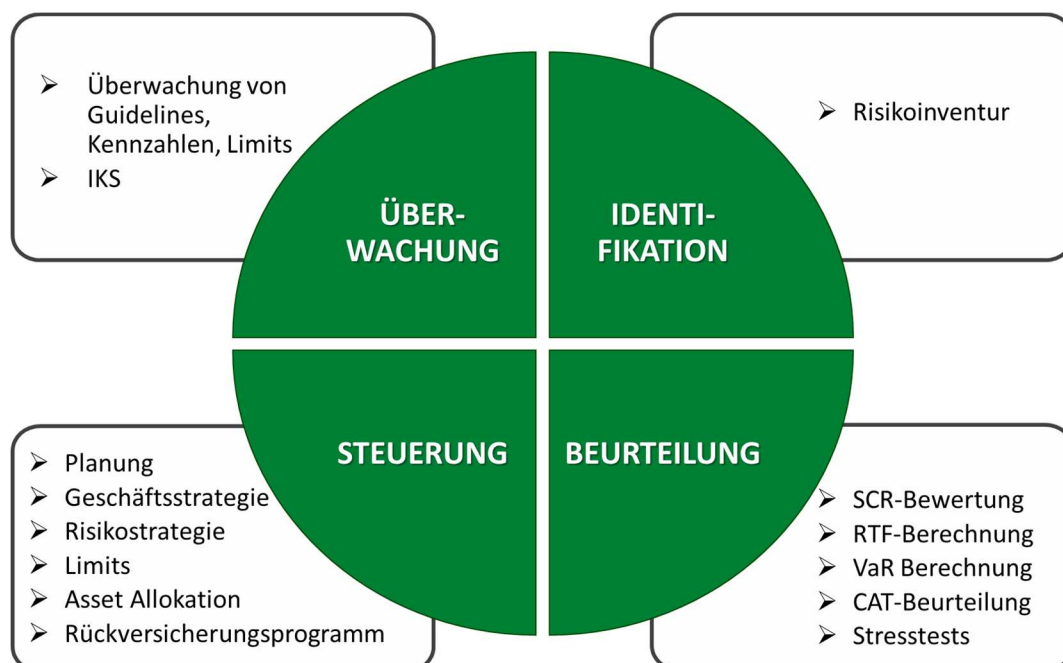 Überwachung von
Guidelines,
Kennzahlen, Limits
IKS
Risikoinventur
ÜBER-
WACHUNG
IDENTI-
FIKATION
STEUERUNG
BEURTEILUNG
Planung
Geschäftsstrategie
Risikostrategie
Limits
Asset Allokation
Rückversicherungsprogramm
SCR-Bewertung
RTF-Berechnung
VaR Berechnung
CAT-Beurteilung
Stresstests